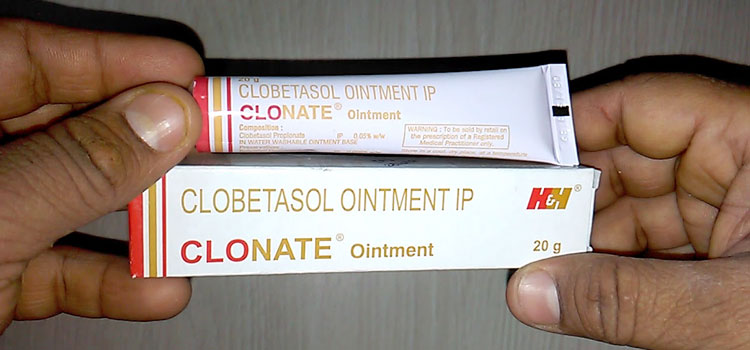 20 g
CLOBETASOL OINTMENT IP
CLONATE® Ointment
Composition :
Clobetasol Propionate IP 0.05% w/w
IN WATER WASHABLE OINTMENT BASE
WARNING : To be sold by retail on
the prescription of a Registered
Medical Practitioner only.
CLOBETASOL OINTMENT IP
H&H®
CLONATE® Ointment
20 g